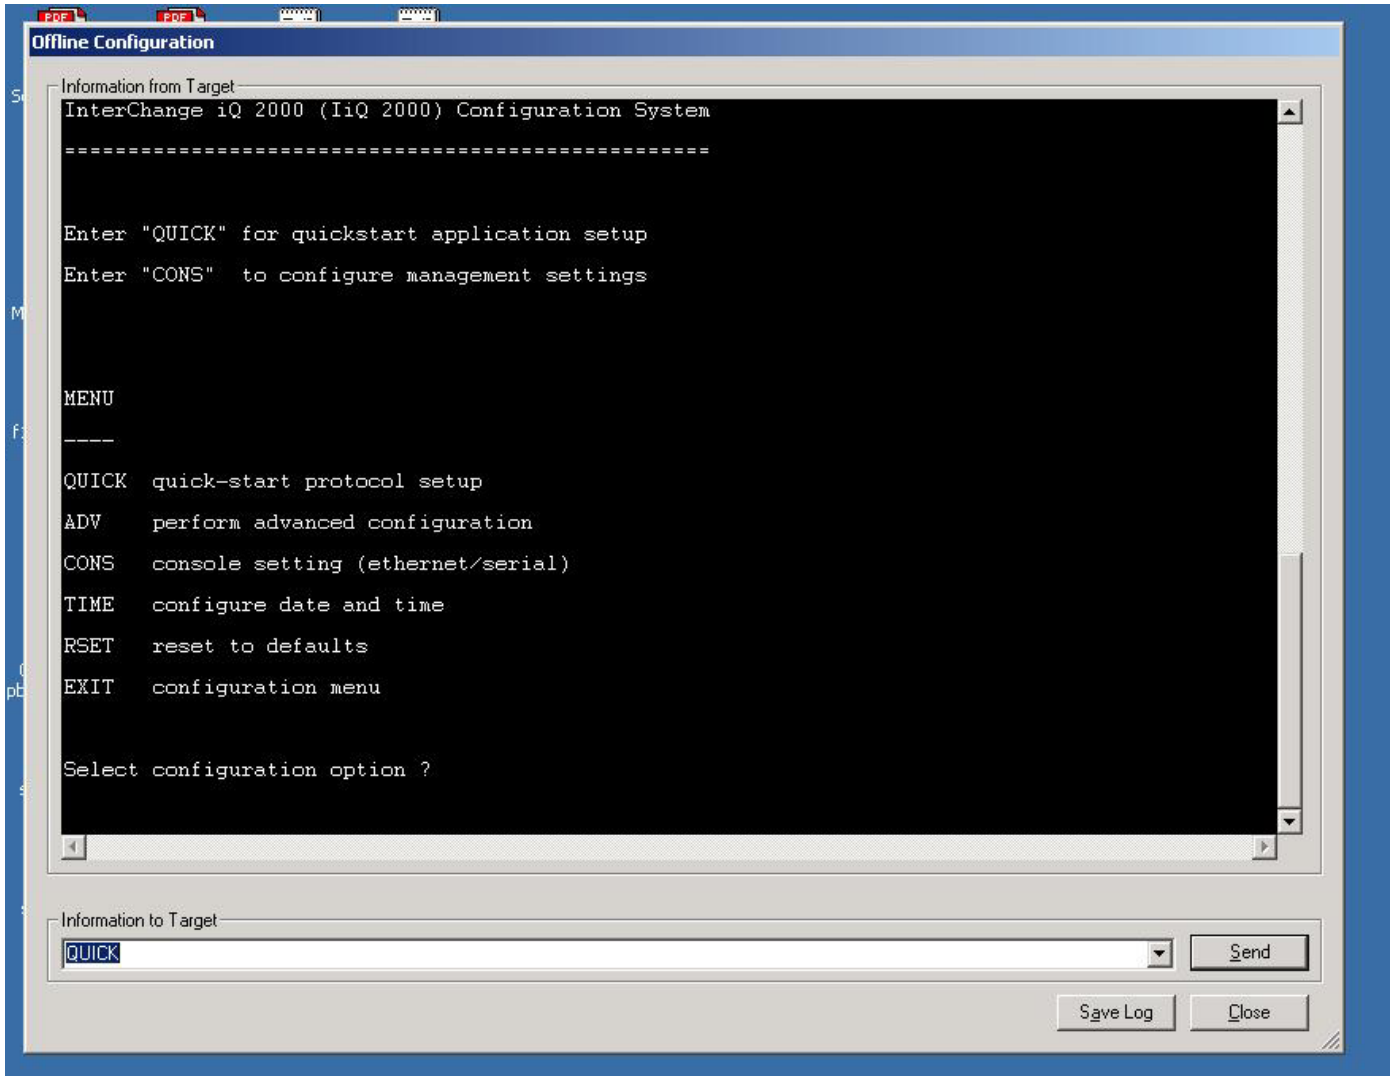 PDF PDF
Offline Configuration
Information from Target
InterChange iQ 2000 (IiQ 2000) Configuration System
===================================================
Enter "QUICK" for quickstart application setup
Enter "CONS"  to configure management settings
MENU
----
QUICK  quick-start protocol setup
ADV    perform advanced configuration
CONS   console setting (ethernet/serial)
TIME   configure date and time
RSET   reset to defaults
EXIT   configuration menu
Select configuration option ?
Information to Target
QUICK
Send
Save Log
Close